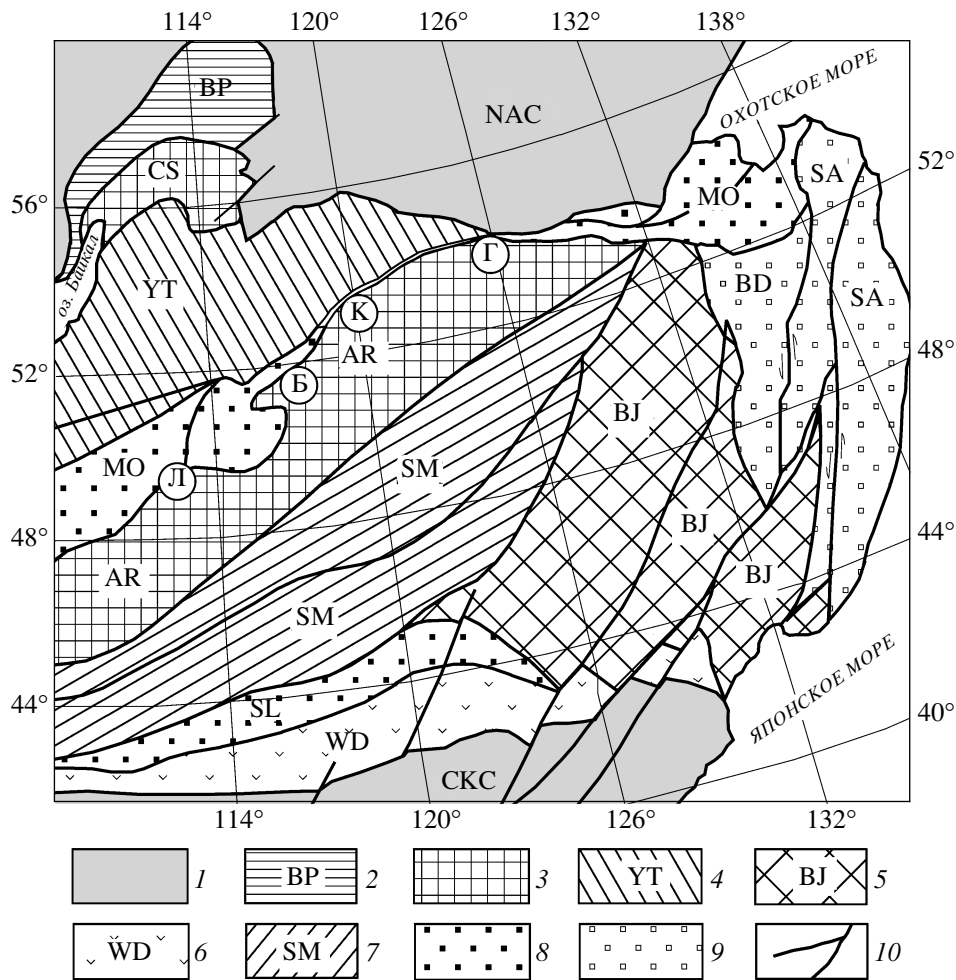 114° 120° 126° 132° 138°
BP
NAC
ОХОТСКОЕ МОРЕ
CS
52°
SA
56°
MO
Г
оз. Байкал
YT
BD
SA
К
AR
48°
52°
Б
BJ
MO
SM
Л
BJ
44°
48°
AR
BJ
SM
ЯПОНСКОЕ МОРЕ
44°
SL
40°
WD
CKC
114° 120° 126° 132°
1 BP 2 3 YT 4 BJ 5
WD 6 SM 7 8 9 10